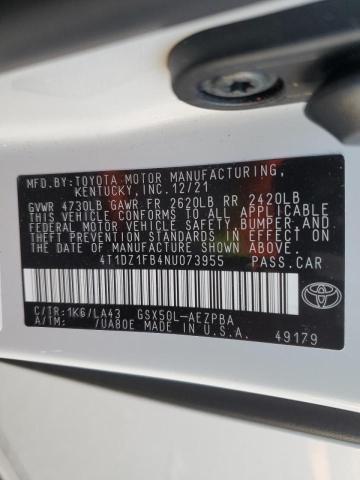 MFD.BY:TOYOTA MOTOR MANUFACTURING,
KENTUCKY, INC. 12/21
GVWR 4730LB GAWR FR 2620LB RR 2420LB
THIS VEHICLE CONFORMS TO ALL APPLICABLE
FEDERAL MOTOR VEHICLE SAFETY, BUMPER, AND
THEFT PREVENTION STANDARDS IN EFFECT ON
THE DATE OF MANUFACTURE SHOWN ABOVE.
4T1DZ1FB4NU073955 PASS.CAR
C/TR:1K6/LA43 GSX50L-AEZPBA
A/TM: /UA80E MADE IN U.S.A.
TOYOTA
49179